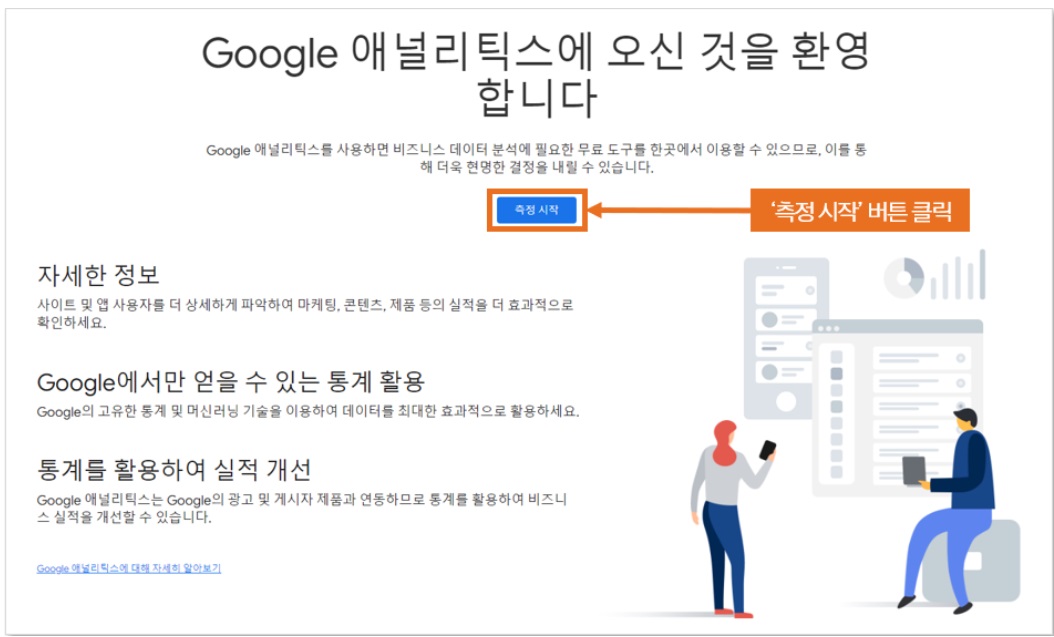 Google 애널리틱스에 오신 것을 환영
합니다
Google 애널리틱스를 사용하면 비즈니스 데이터 분석에 필요한 무료 도구를 한곳에서 이용할 수 있으므로, 이를 통
해 더욱 현명한 결정을 내릴 수 있습니다.
측정 시작
‘측정 시작’ 버튼 클릭
자세한 정보
사이트 및 앱 사용자를 더 상세하게 파악하여 마케팅, 콘텐츠, 제품 등의 실적을 더 효과적으로
확인하세요.
Google에서만 얻을 수 있는 통계 활용
Google의 고유한 통계 및 머신러닝 기술을 이용하여 데이터를 최대한 효과적으로 활용하세요.
통계를 활용하여 실적 개선
Google 애널리틱스는 Google의 광고 및 게시자 제품과 연동하므로 통계를 활용하여 비즈니
스 실적을 개선할 수 있습니다.
Google 애널리틱스에 대해 자세히 알아보기